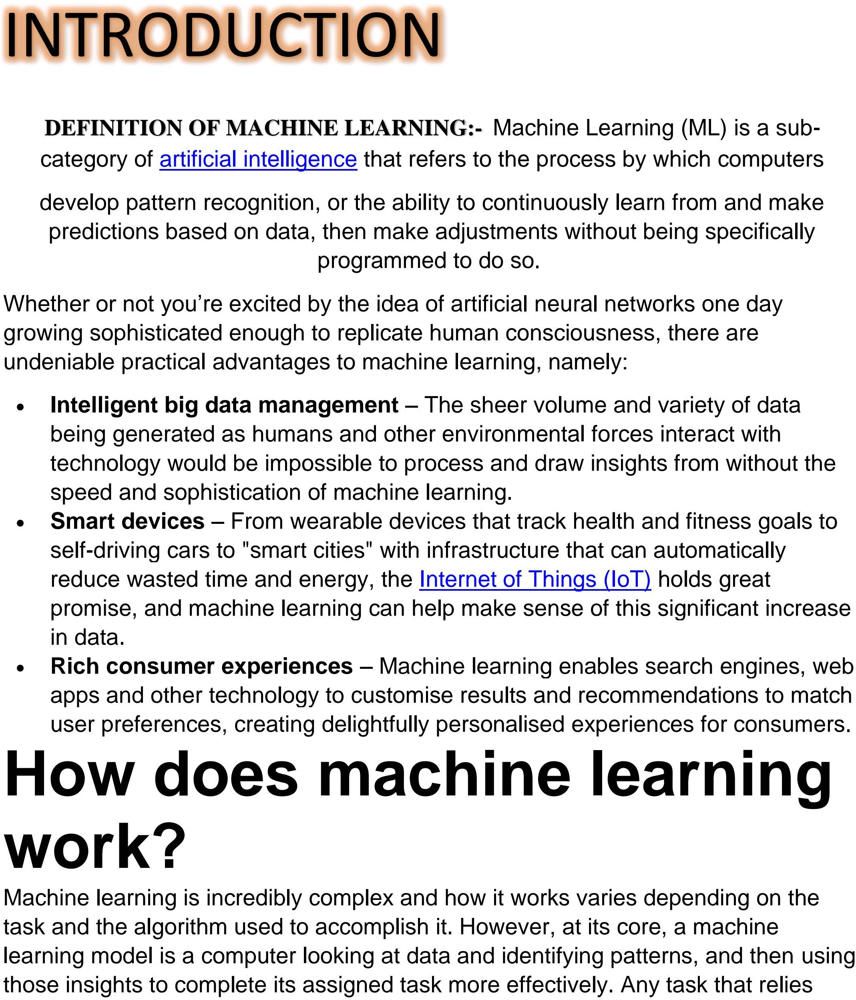 INTRODUCTION
DEFINITION OF MACHINE LEARNING:- Machine Learning (ML) is a sub-
category of artificial intelligence that refers to the process by which computers
develop pattern recognition, or the ability to continuously learn from and make
predictions based on data, then make adjustments without being specifically
programmed to do so.
Whether or not you’re excited by the idea of artificial neural networks one day
growing sophisticated enough to replicate human consciousness, there are
undeniable practical advantages to machine learning, namely:
• Intelligent big data management – The sheer volume and variety of data
being generated as humans and other environmental forces interact with
technology would be impossible to process and draw insights from without the
speed and sophistication of machine learning.
• Smart devices – From wearable devices that track health and fitness goals to
self-driving cars to "smart cities" with infrastructure that can automatically
reduce wasted time and energy, the Internet of Things (IoT) holds great
promise, and machine learning can help make sense of this significant increase
in data.
• Rich consumer experiences – Machine learning enables search engines, web
apps and other technology to customise results and recommendations to match
user preferences, creating delightfully personalised experiences for consumers.
How does machine learning
work?
Machine learning is incredibly complex and how it works varies depending on the
task and the algorithm used to accomplish it. However, at its core, a machine
learning model is a computer looking at data and identifying patterns, and then using
those insights to complete its assigned task more effectively. Any task that relies